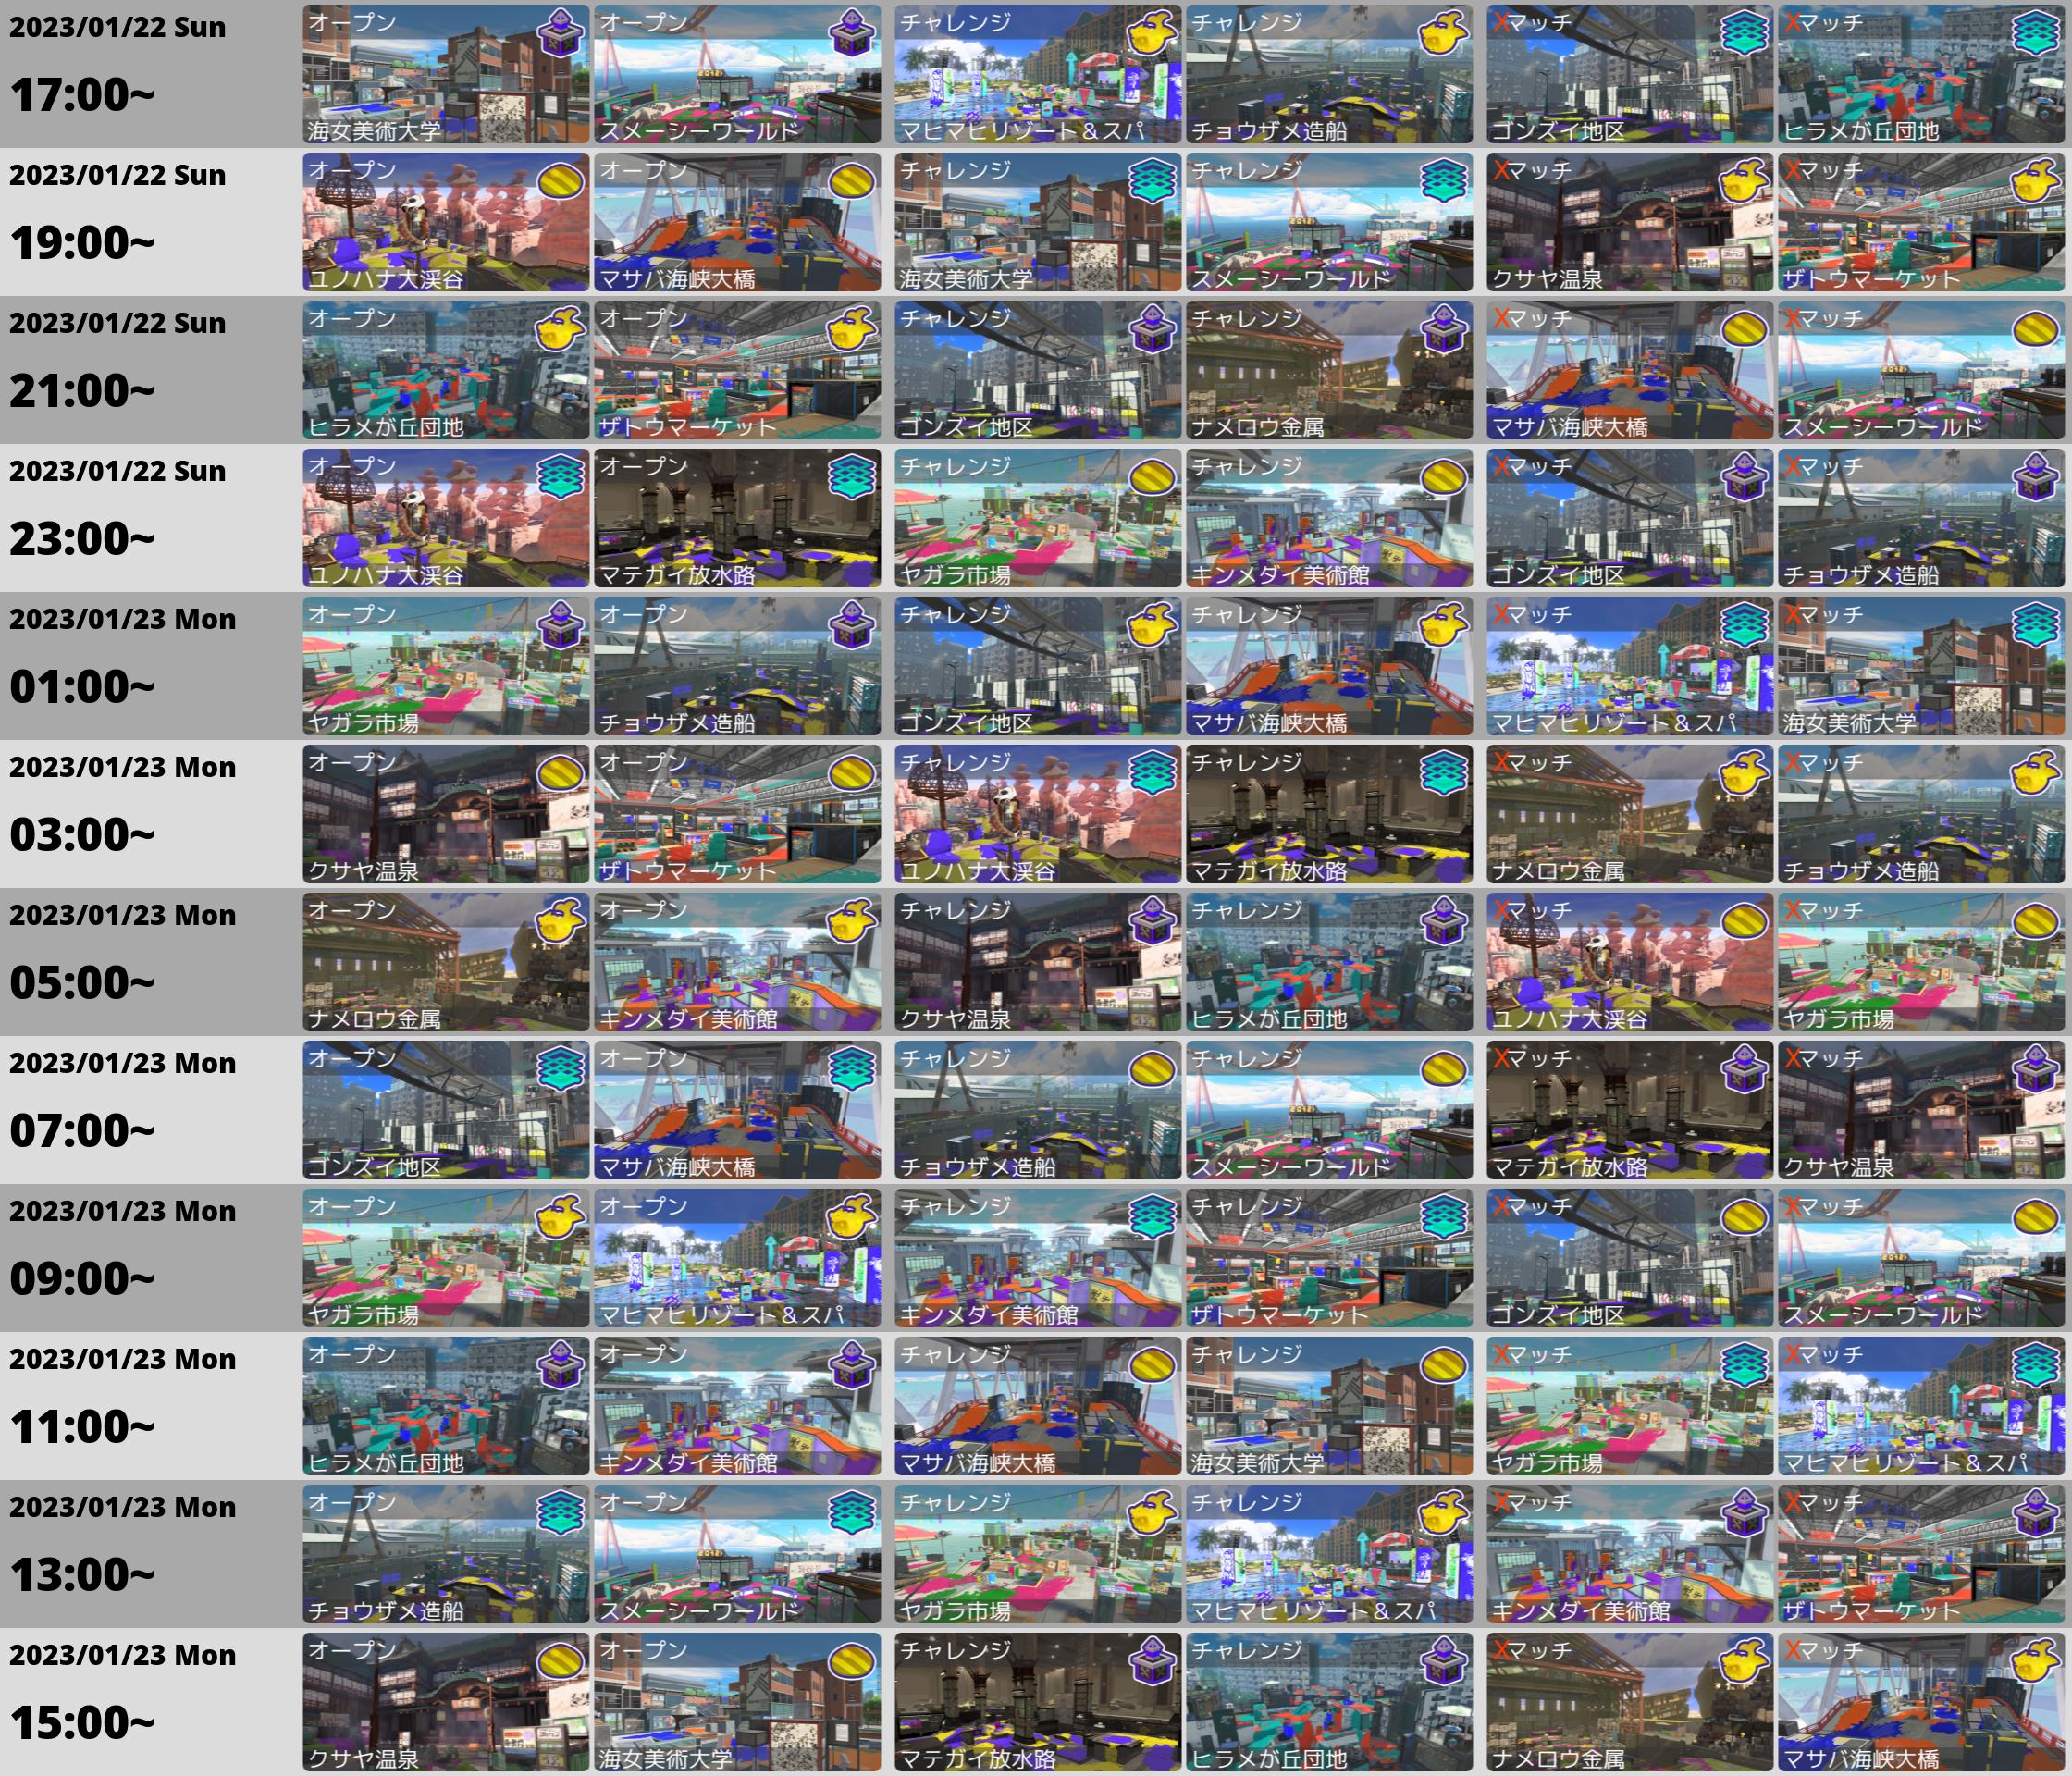 2023/01/22 Sun
17:00~
オープン
海女美術大学
オープン
スメーシーワールド
チャレンジ
マヒマヒリゾート＆スパ
チャレンジ
チョウザメ造船
Xマッチ
ゴンズイ地区
Xマッチ
ヒラメが丘団地
2023/01/22 Sun
19:00~
オープン
ユノハナ大渓谷
オープン
マサバ海峡大橋
チャレンジ
海女美術大学
チャレンジ
スメーシーワールド
Xマッチ
クサヤ温泉
Xマッチ
ザトウマーケット
2023/01/22 Sun
21:00~
オープン
ヒラメが丘団地
オープン
ザトウマーケット
チャレンジ
ゴンズイ地区
チャレンジ
ナメロウ金属
Xマッチ
マサバ海峡大橋
Xマッチ
スメーシーワールド
2023/01/22 Sun
23:00~
オープン
ユノハナ大渓谷
オープン
マテガイ放水路
チャレンジ
ヤガラ市場
チャレンジ
キンメダイ美術館
Xマッチ
ゴンズイ地区
Xマッチ
チョウザメ造船
2023/01/23 Mon
01:00~
オープン
ヤガラ市場
オープン
チョウザメ造船
チャレンジ
ゴンズイ地区
チャレンジ
マサバ海峡大橋
Xマッチ
マヒマヒリゾート＆スパ
Xマッチ
海女美術大学
2023/01/23 Mon
03:00~
オープン
クサヤ温泉
オープン
ザトウマーケット
チャレンジ
ユノハナ大渓谷
チャレンジ
マテガイ放水路
Xマッチ
ナメロウ金属
Xマッチ
チョウザメ造船
2023/01/23 Mon
05:00~
オープン
ナメロウ金属
オープン
キンメダイ美術館
チャレンジ
クサヤ温泉
チャレンジ
ヒラメが丘団地
Xマッチ
ユノハナ大渓谷
Xマッチ
ヤガラ市場
2023/01/23 Mon
07:00~
オープン
ゴンズイ地区
オープン
マサバ海峡大橋
チャレンジ
チョウザメ造船
チャレンジ
スメーシーワールド
Xマッチ
マテガイ放水路
Xマッチ
クサヤ温泉
2023/01/23 Mon
09:00~
オープン
ヤガラ市場
オープン
マヒマヒリゾート＆スパ
チャレンジ
キンメダイ美術館
チャレンジ
ザトウマーケット
Xマッチ
ゴンズイ地区
Xマッチ
スメーシーワールド
2023/01/23 Mon
11:00~
オープン
ヒラメが丘団地
オープン
キンメダイ美術館
チャレンジ
マサバ海峡大橋
チャレンジ
海女美術大学
Xマッチ
ヤガラ市場
Xマッチ
マヒマヒリゾート＆スパ
2023/01/23 Mon
13:00~
オープン
チョウザメ造船
オープン
スメーシーワールド
チャレンジ
ヤガラ市場
チャレンジ
マヒマヒリゾート＆スパ
Xマッチ
キンメダイ美術館
Xマッチ
ザトウマーケット
2023/01/23 Mon
15:00~
オープン
クサヤ温泉
オープン
海女美術大学
チャレンジ
マテガイ放水路
チャレンジ
ヒラメが丘団地
Xマッチ
ナメロウ金属
Xマッチ
マサバ海峡大橋